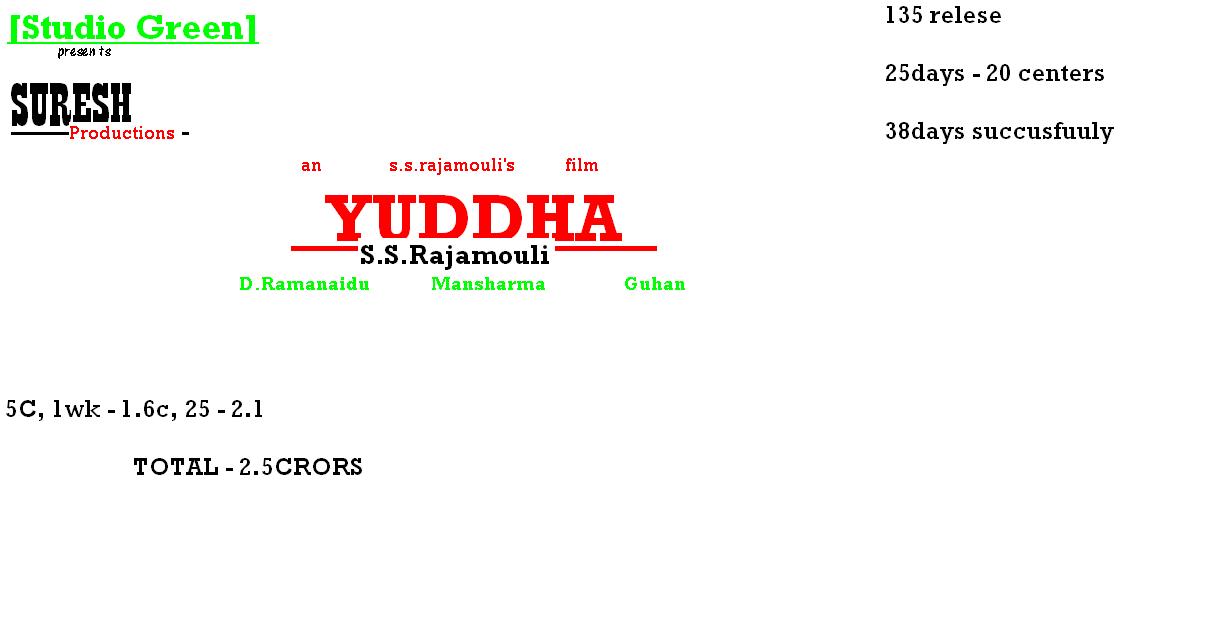 [Studio Green]
presents
SURESH
Productions -
135 relese
25days - 20 centers
38days succusfuuly
an s.s.rajamouli's film
YUDDHA
S.S.Rajamouli
D.Ramanaidu Mansharma Guhan
5C, 1wk - 1.6c, 25 - 2.1
TOTAL - 2.5CRORS